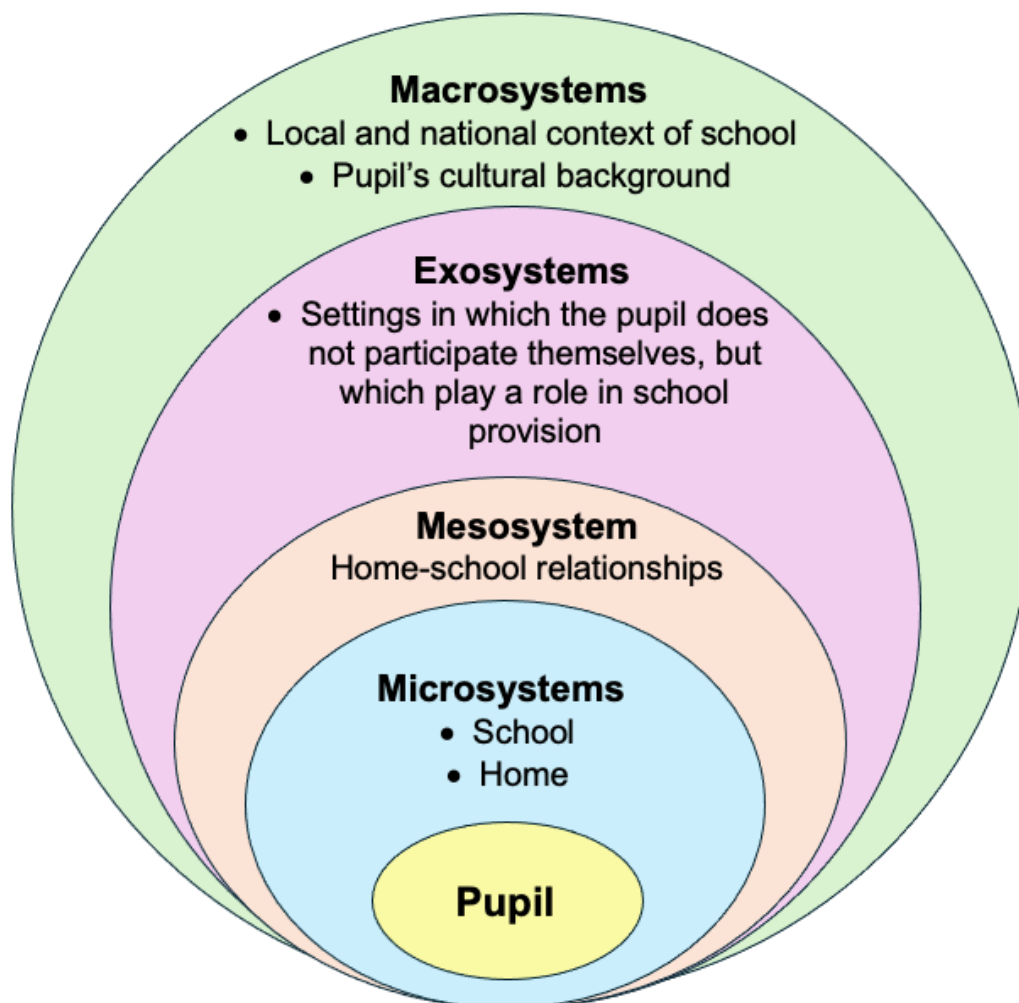 Macrosystems
• Local and national context of school
• Pupil’s cultural background
Exosystems
• Settings in which the pupil does
not participate themselves, but
which play a role in school
provision
Mesosystem
Home-school relationships
Microsystems
• School
• Home
Pupil